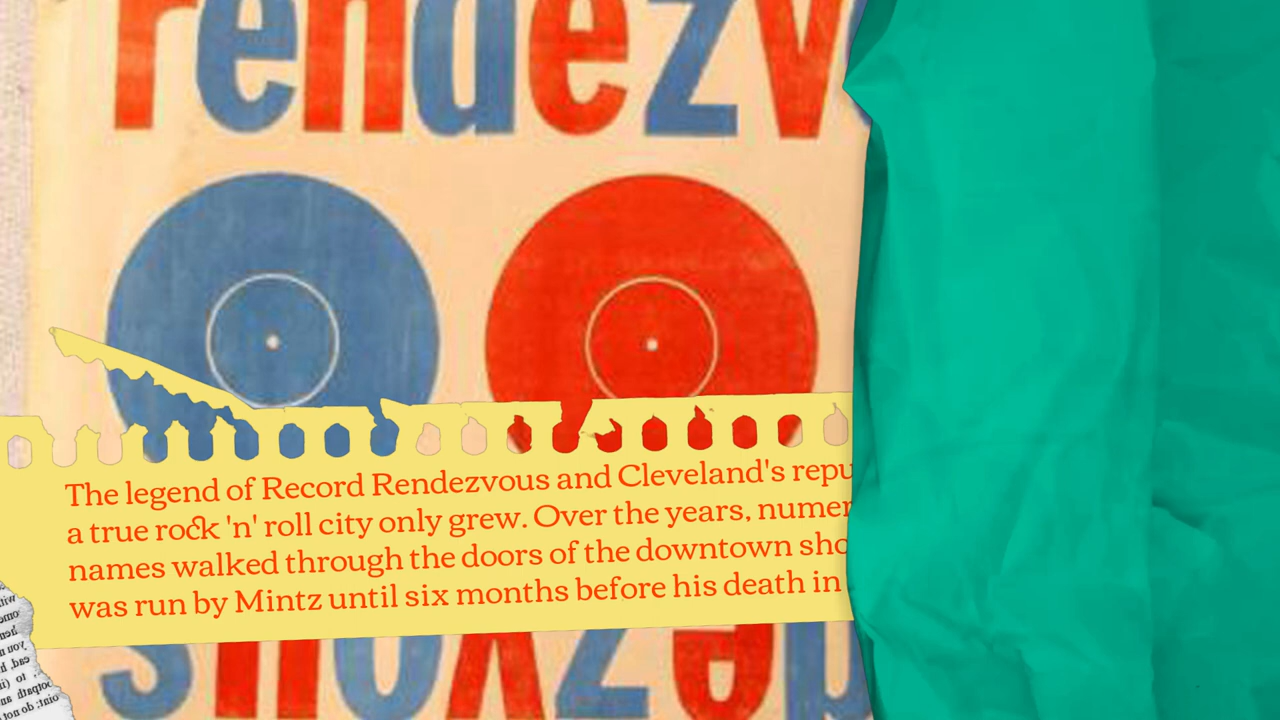 rendezv
The legend of Record Rendezvous and Cleveland's repu
a true rock 'n' roll city only grew. Over the years, numer
names walked through the doors of the downtown sho
was run by Mintz until six months before his death in